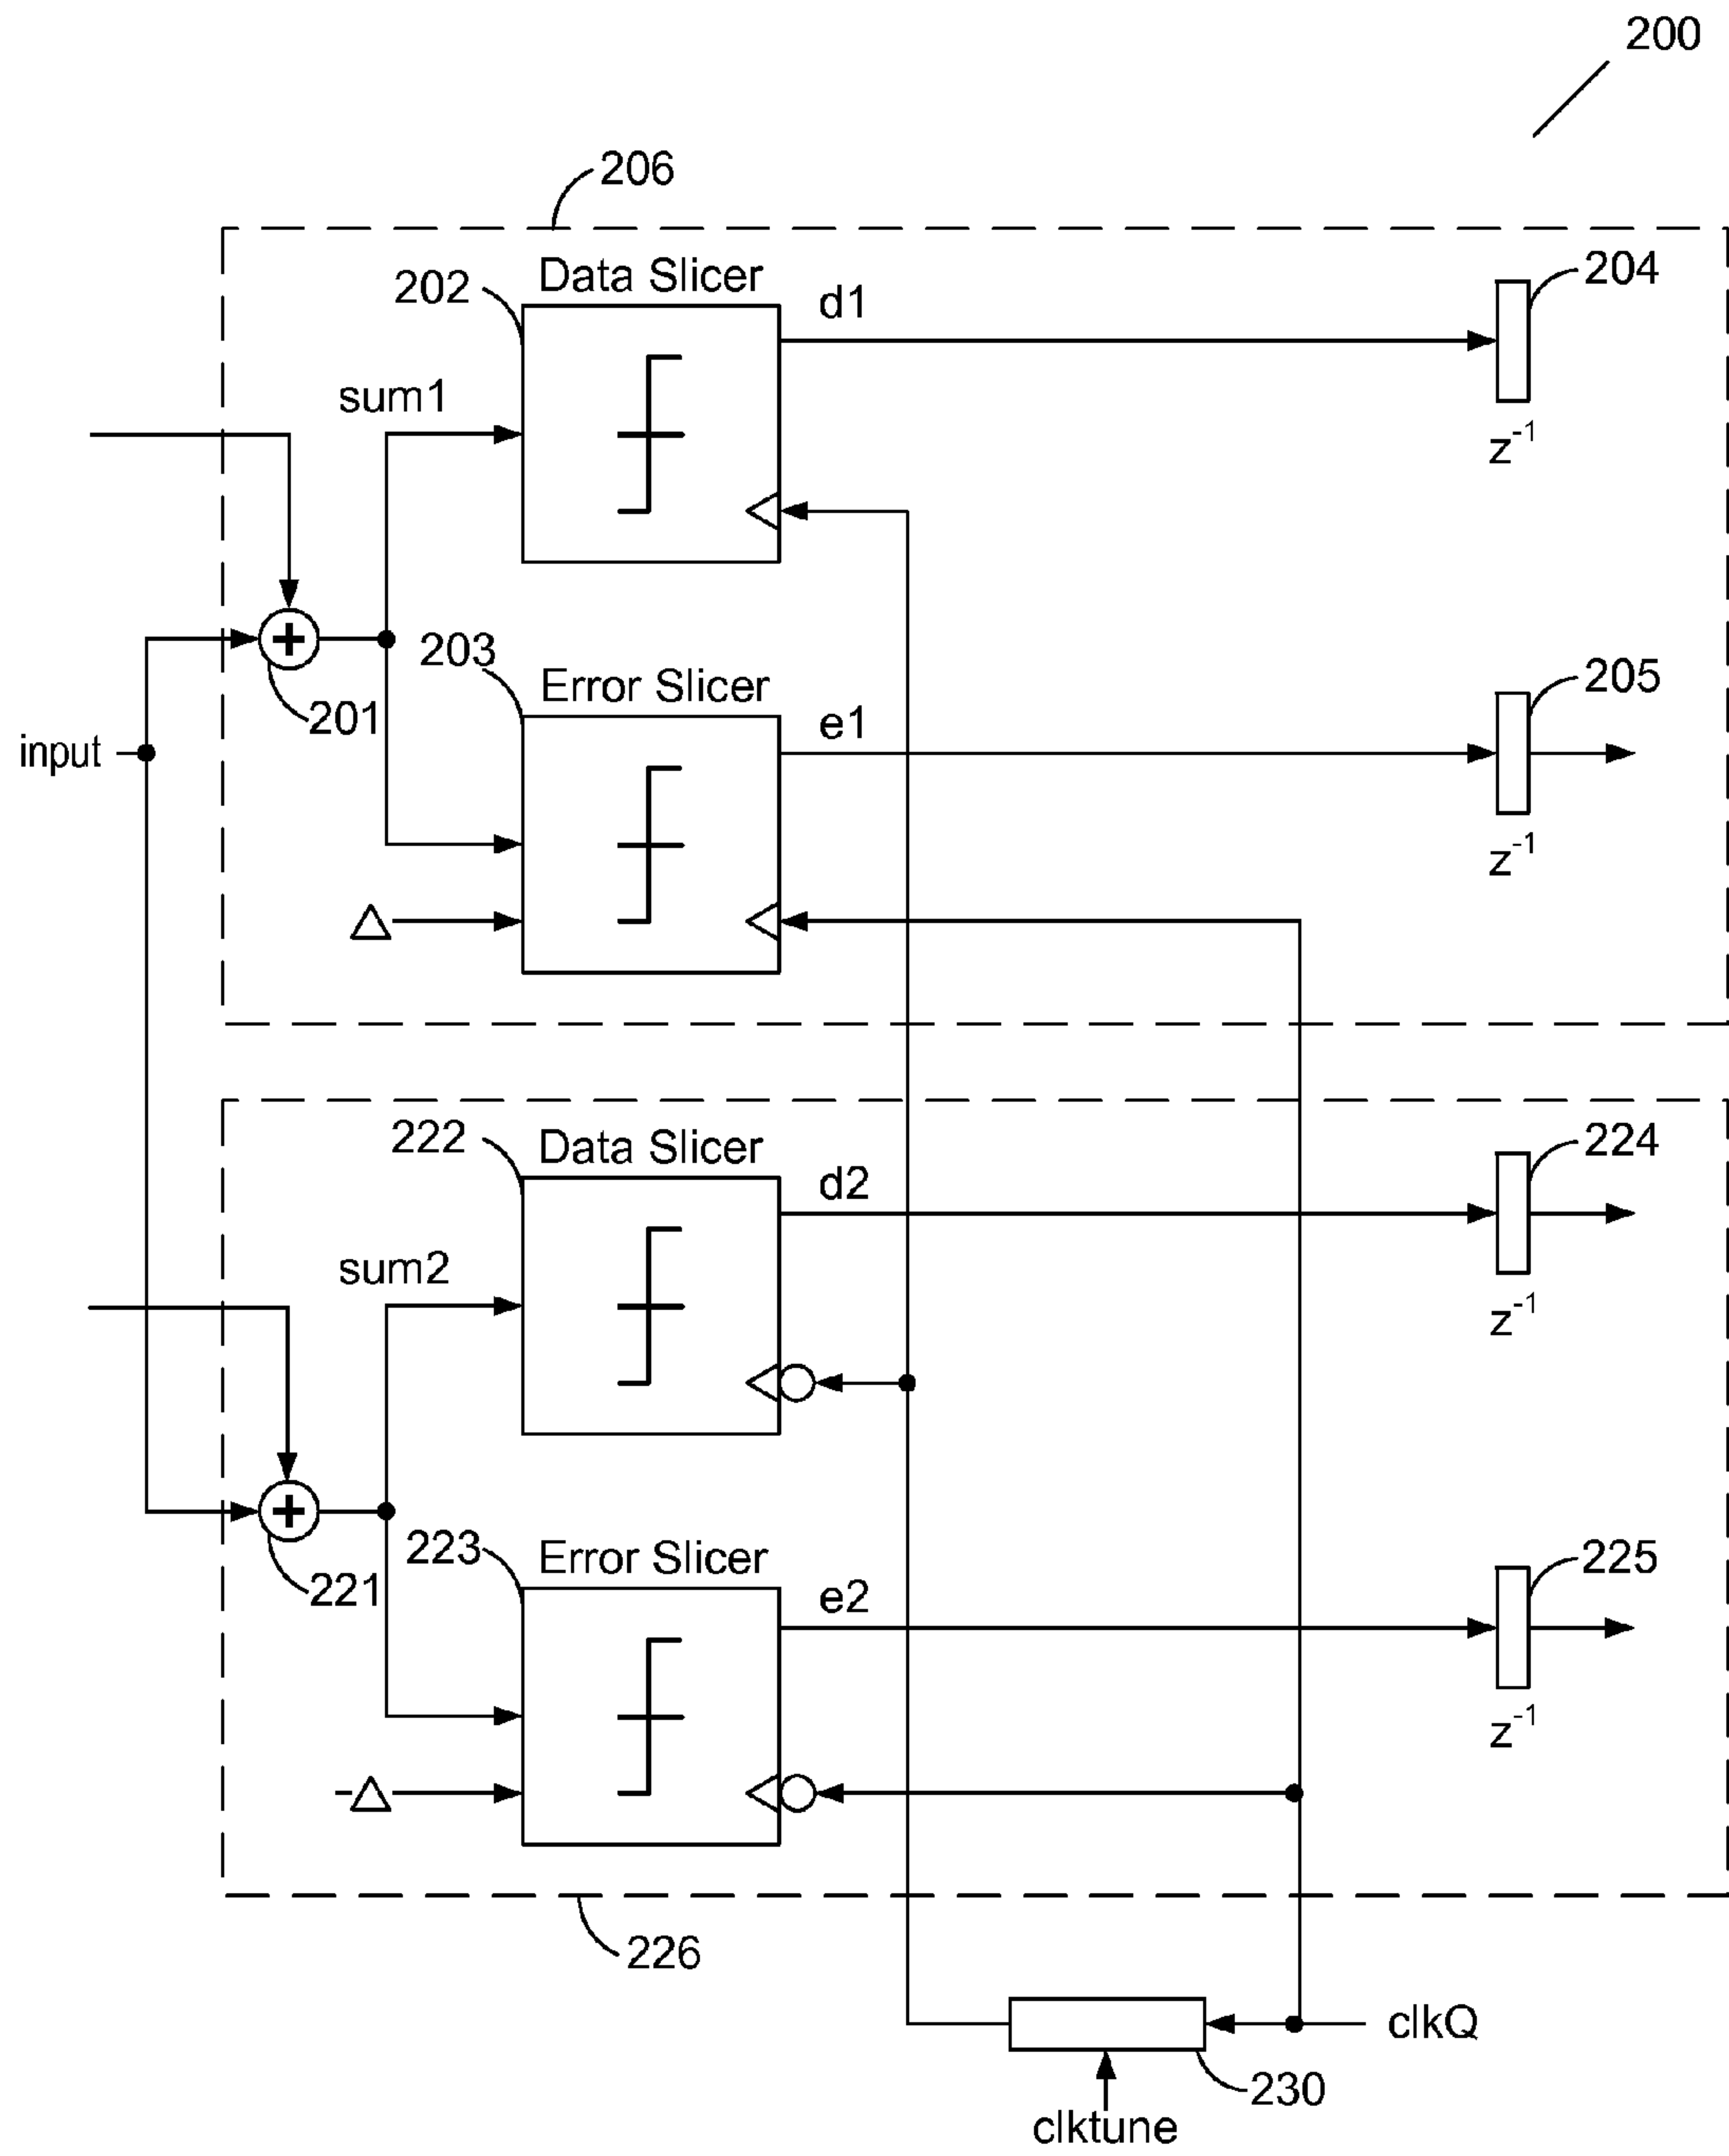 200
206
202
Data Slicer
d1
204
sum1
z-1
203
Error Slicer
e1
205
201
input
z-1
△
222
Data Slicer
d2
224
sum2
z-1
223
Error Slicer
e2
225
221
z-1
-△
226
clkQ
230
clktune